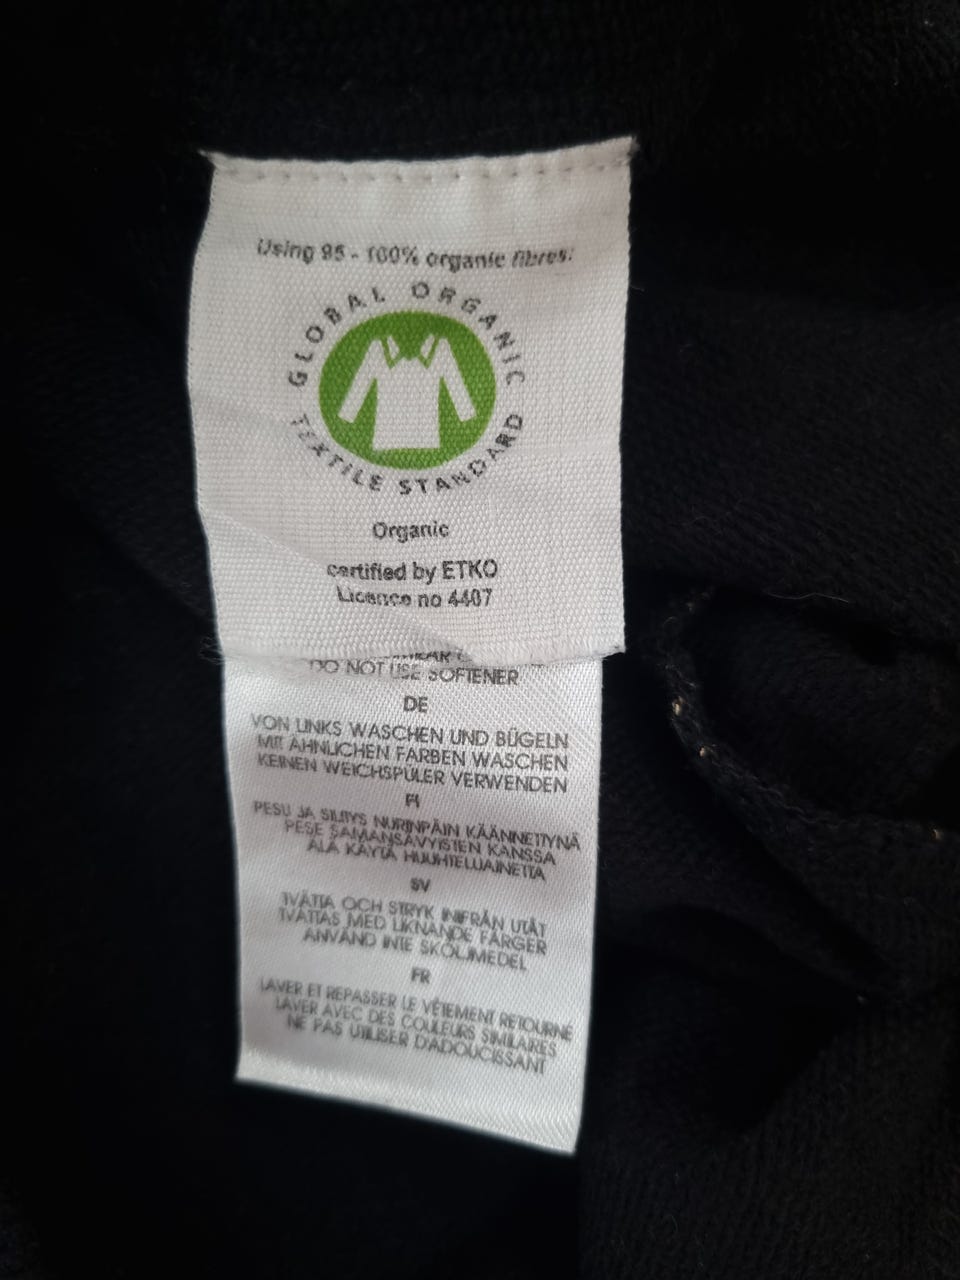 Using 95 - 100% organic fibres:
GLOBAL ORGANIC
TEXTILE STANDARD
Organic
certified by ETKO
Licence no 4407
DO NOT USE SOFTENER
DE
VON LINKS WASCHEN UND BÜGELN
MIT ÄHNLICHEN FARBEN WASCHEN
KEINEN WEICHSPÜLER VERWENDEN
FI
PESU JA SILITYS NURINPÄIN KÄÄNNETTYNÄ
PESE SAMANSÄVYISTEN KANSSA
ÄLÄ KÄYTÄ HUUHTELUAINETTA
SV
TVÄTTA OCH STRYK INIFRÅN UTÅT
TVÄTTAS MED LIKNANDE FÄRGER
ANVÄND INTE SKÖLJMEDEL
FR
LAVER ET REPASSER LE VÊTEMENT RETOURNÉ
LAVER AVEC DES COULEURS SIMILAIRES
NE PAS UTILISER D'ADOUCISSANT